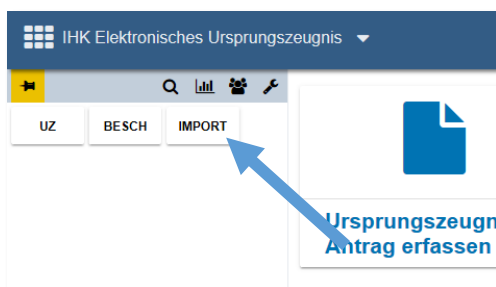 IHK Elektronisches Ursprungszeugnis
UZ BESCH IMPORT
Ursprungszeugn
Antrag erfassen